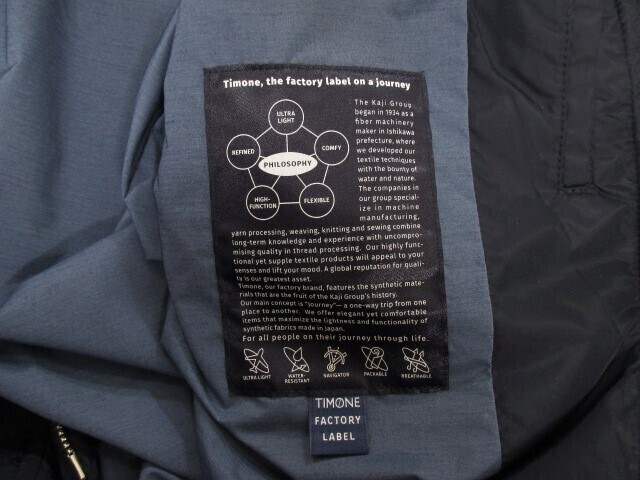 Timone, the factory label on a journey
ULTRA
LIGHT
REFINED
COMFY
PHILOSOPHY
HIGH-
FUNCTION
FLEXIBLE
The Kaji Group
began in 1934 as a
fiber machinery
maker in Ishikawa
prefecture, where
we developed our
textile techniques
with the bounty of
water and nature.
The companies in
our group special-
ize in machine
manufacturing,
yarn processing, weaving, knitting and sewing combine
long-term knowledge and experience with uncompro-
mising quality in thread processing. Our highly func-
tional yet supple textile products will appeal to your
senses and lift your mood. A global reputation for quali-
ty is our greatest asset.
Timone, our factory brand, features the synthetic mate-
rials that are the fruit of the Kaji Group's history.
Our main concept is "journey"— a one-way trip from one
place to another. We offer elegant yet comfortable
items that maximize the lightness and functionality of
synthetic fabrics made in Japan.
For all people on their journey through life.
ULTRA LIGHT
WATER-
RESISTANT
NAVIGATOR
PACKABLE
BREATHABLE
TIMONE
FACTORY
LABEL